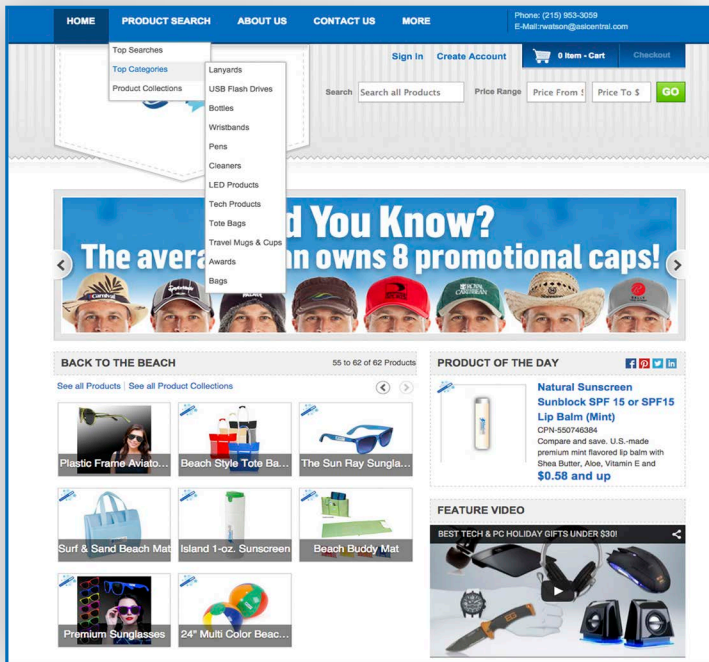 HOME PRODUCT SEARCH ABOUT US CONTACT US MORE
Phone: (215) 953-3059
E-Mail:rwatson@asicentral.com
Top Searches
Top Categories
Product Collections
Lanyards
USB Flash Drives
Bottles
Wristbands
Pens
Cleaners
LED Products
Tech Products
Tote Bags
Travel Mugs & Cups
Awards
Bags
Sign In Create Account
0 Item - Cart Checkout
Search Search all Products Price Range Price From Price To $ GO
d You Know?
The avera an owns 8 promotional caps!
Carnival
ROYAL
CARIBBEAN
BACK TO THE BEACH
55 to 62 of 62 Products
See all Products | See all Product Collections
Plastic Frame Aviato...
Beach Style Tote Ba...
The Sun Ray Sungla...
Surf & Sand Beach Mat
Island 1-oz. Sunscreen
Beach Buddy Mat
Premium Sunglasses
24" Multi Color Beac...
PRODUCT OF THE DAY
Natural Sunscreen
Sunblock SPF 15 or SPF15
Lip Balm (Mint)
CPN-550746384
Compare and save. U.S.-made
premium mint flavored lip balm with
Shea Butter, Aloe, Vitamin E and
$0.58 and up
FEATURE VIDEO
BEST TECH & PC HOLIDAY GIFTS UNDER $30!